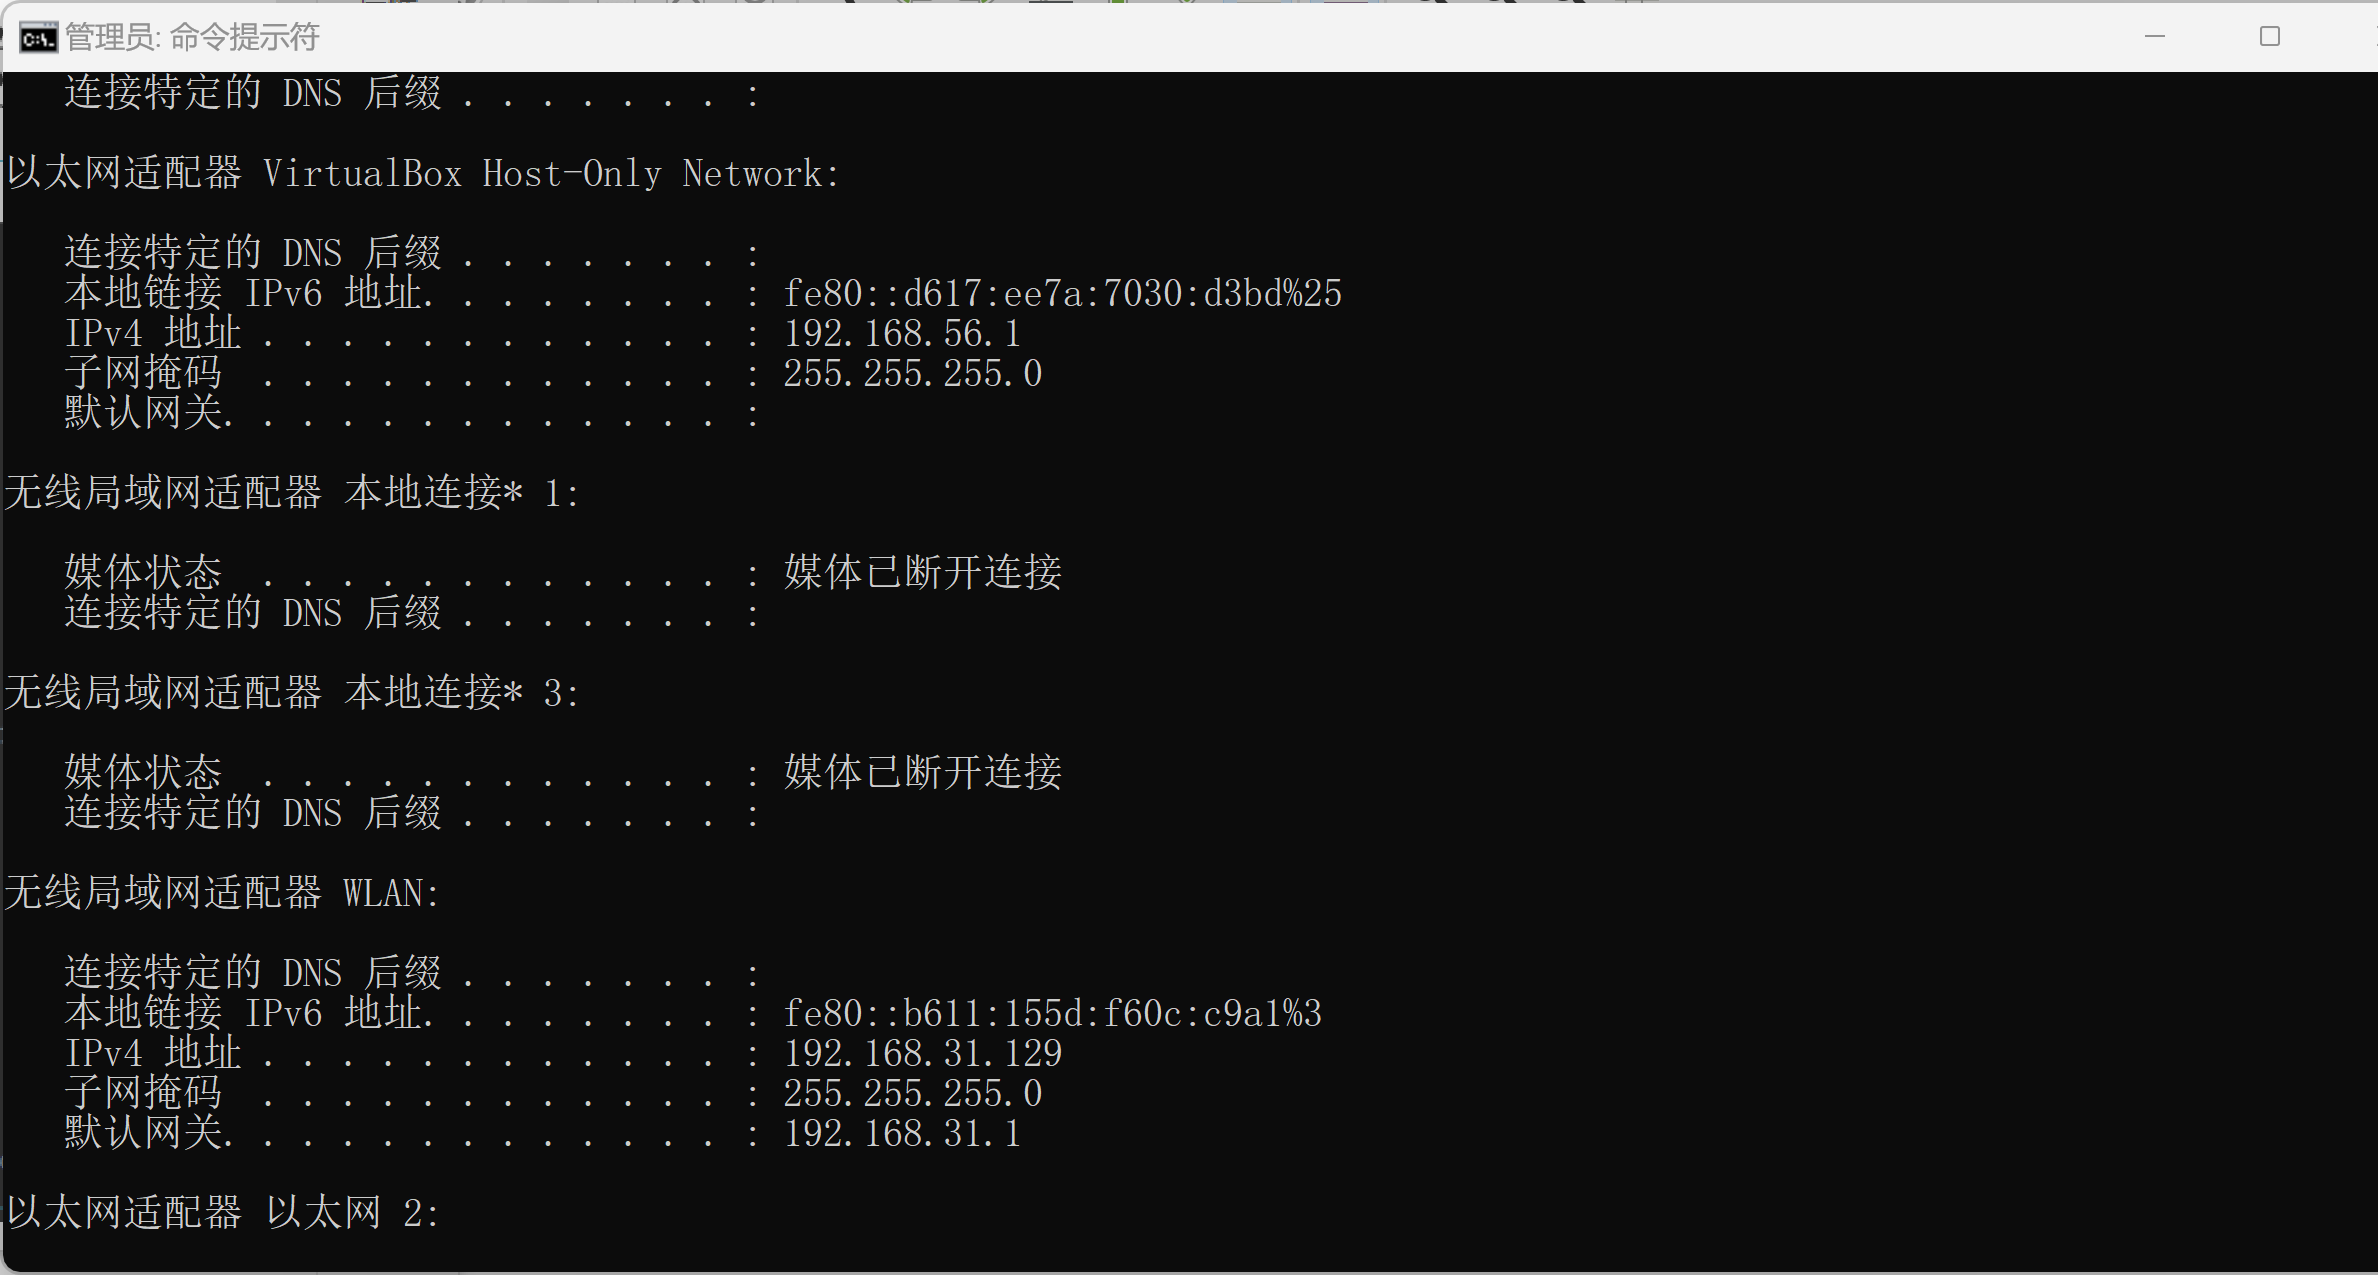 管理员: 命令提示符
连接特定的 DNS 后缀 . . . . . . . :
以太网适配器 VirtualBox Host-Only Network:
连接特定的 DNS 后缀 . . . . . . . :
本地链接 IPv6 地址. . . . . . . . : fe80::d617:ee7a:7030:d3bd%25
IPv4 地址 . . . . . . . . . . . . : 192.168.56.1
子网掩码  . . . . . . . . . . . . : 255.255.255.0
默认网关. . . . . . . . . . . . . :
无线局域网适配器 本地连接* 1:
媒体状态  . . . . . . . . . . . . : 媒体已断开连接
连接特定的 DNS 后缀 . . . . . . . :
无线局域网适配器 本地连接* 3:
媒体状态  . . . . . . . . . . . . : 媒体已断开连接
连接特定的 DNS 后缀 . . . . . . . :
无线局域网适配器 WLAN:
连接特定的 DNS 后缀 . . . . . . . :
本地链接 IPv6 地址. . . . . . . . : fe80::b611:155d:f60c:c9a1%3
IPv4 地址 . . . . . . . . . . . . : 192.168.31.129
子网掩码  . . . . . . . . . . . . : 255.255.255.0
默认网关. . . . . . . . . . . . . : 192.168.31.1
以太网适配器 以太网 2: